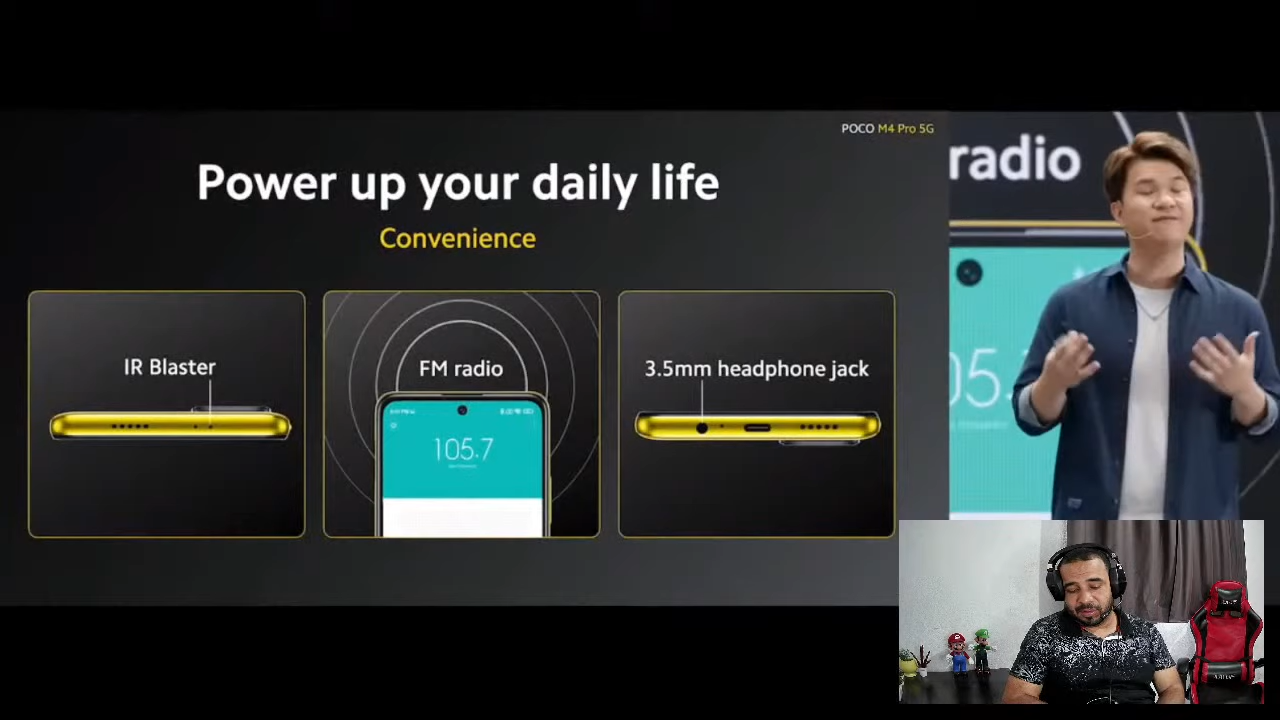 POCO M4 Pro 5G
Power up your daily life
Convenience
IR Blaster
FM radio
105.7
3.5mm headphone jack
radio
05.